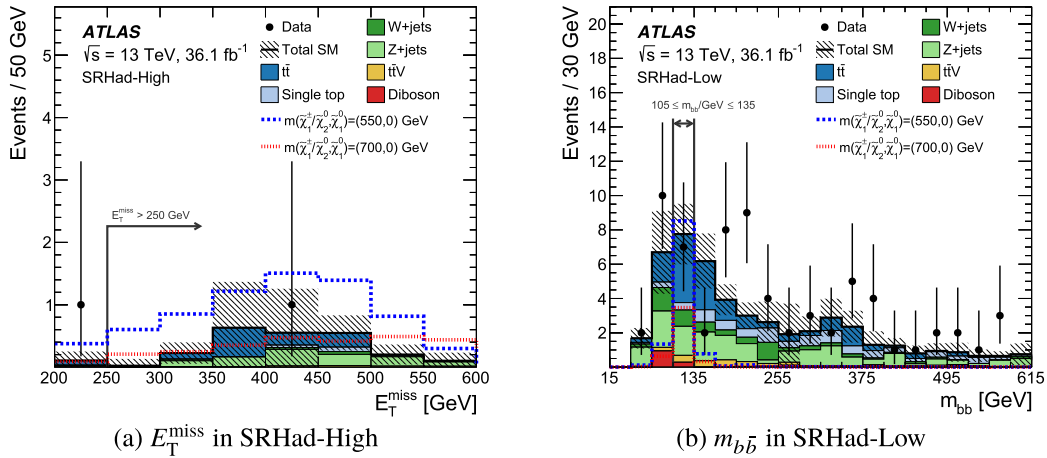 ATLAS
√s = 13 TeV, 36.1 fb⁻¹
SRHad-High
Data
Total SM
tt̄
Single top
W+jets
Z+jets
tt̄V
Diboson
m(χ̃₁±/χ̃₂⁰,χ̃₁⁰)=(550,0) GeV
m(χ̃₁±/χ̃₂⁰,χ̃₁⁰)=(700,0) GeV
E_T^miss > 250 GeV
Events / 50 GeV
5
4
3
2
1
0
200 250 300 350 400 450 500 550 600
E_T^miss [GeV]
(a) E_T^miss in SRHad-High
ATLAS
√s = 13 TeV, 36.1 fb⁻¹
SRHad-Low
Data
Total SM
tt̄
Single top
W+jets
Z+jets
tt̄V
Diboson
105 ≤ m_bb/GeV ≤ 135
m(χ̃₁±/χ̃₂⁰,χ̃₁⁰)=(550,0) GeV
m(χ̃₁±/χ̃₂⁰,χ̃₁⁰)=(700,0) GeV
Events / 30 GeV
20
18
16
14
12
10
8
6
4
2
0
15 135 255 375 495 615
m_bb [GeV]
(b) m_bb̄ in SRHad-Low